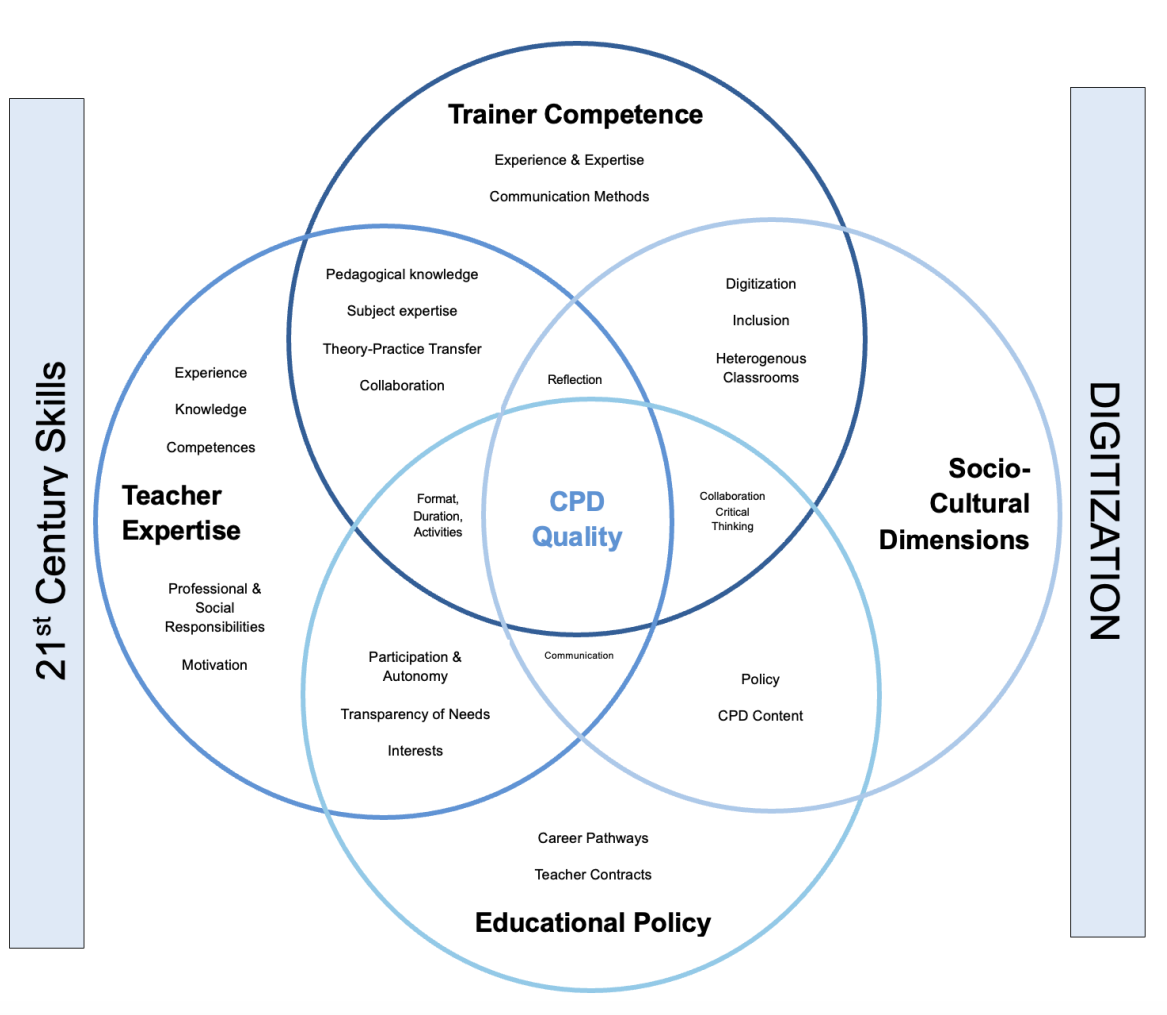 21st Century Skills
Trainer Competence
Experience & Expertise
Communication Methods
Pedagogical knowledge
Subject expertise
Theory-Practice Transfer
Collaboration
Digitization
Inclusion
Heterogenous
Classrooms
Reflection
Experience
Knowledge
Competences
Teacher
Expertise
Professional &
Social
Responsibilities
Motivation
Format,
Duration,
Activities
CPD
Quality
Collaboration
Critical
Thinking
Socio-
Cultural
Dimensions
Participation &
Autonomy
Transparency of Needs
Interests
Communication
Policy
CPD Content
Career Pathways
Teacher Contracts
Educational Policy
DIGITIZATION